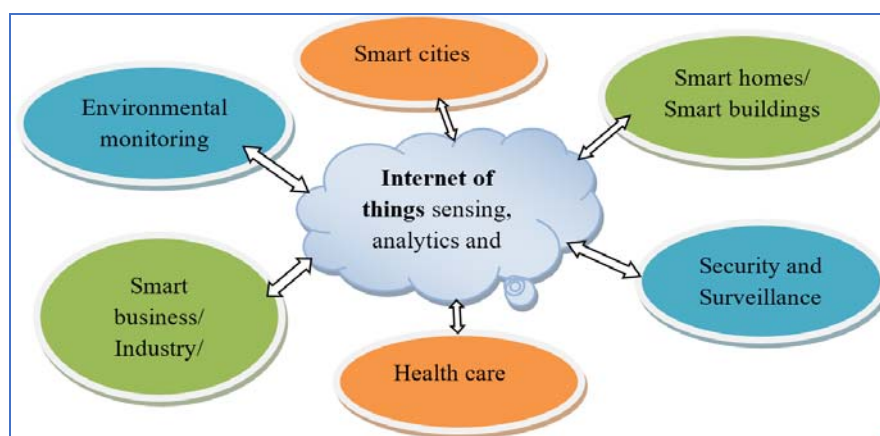 Smart cities
Environmental
monitoring
Smart homes/
Smart buildings
Internet of
things sensing,
analytics and
Smart
business/
Industry/
Security and
Surveillance
Health care